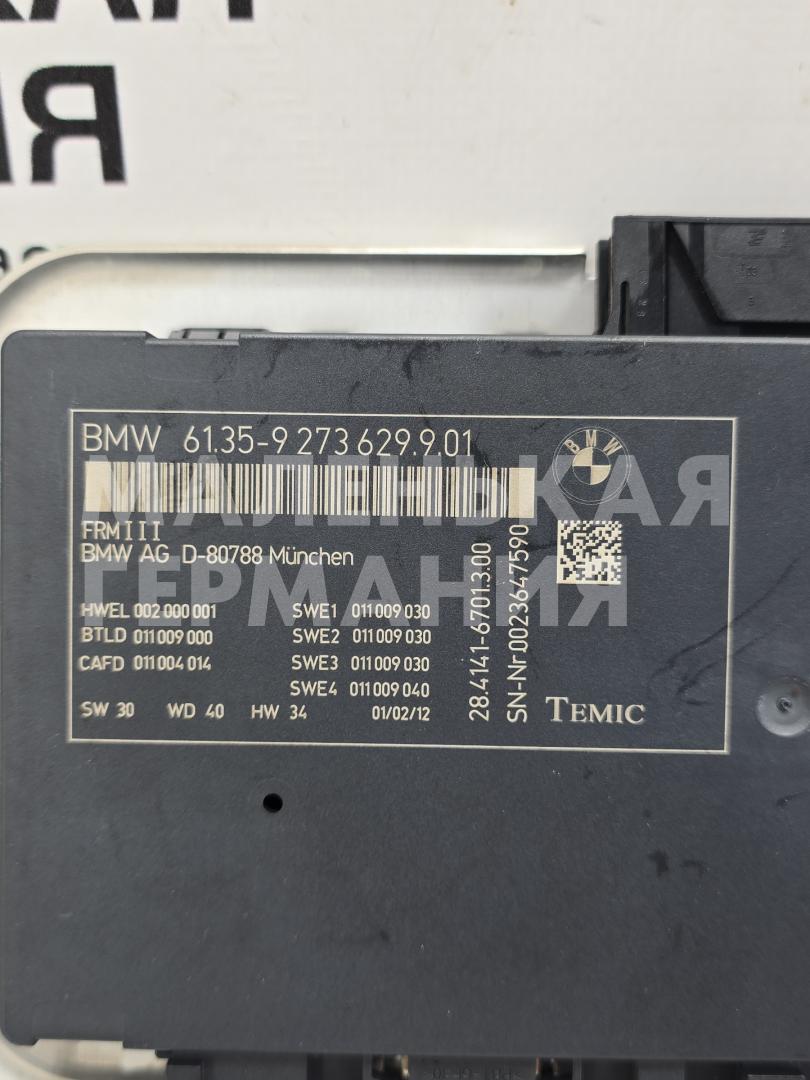 BMW 61.35-9 273 629.9.01
BMW
FRMIII
BMW AG D-80788 München
HWEL 002 000 001
BTLD 011 009 000
CAFD 011 004 014
SWE1 011 009 030
SWE2 011 009 030
SWE3 011 009 030
SWE4 011 009 040
SW 30 WD 40 HW 34 01/02/12
28.4141-6701.3.00
SN-Nr.0023647590
TEMIC
МАЛЕНЬКАЯ
ГЕРМАНИЯ